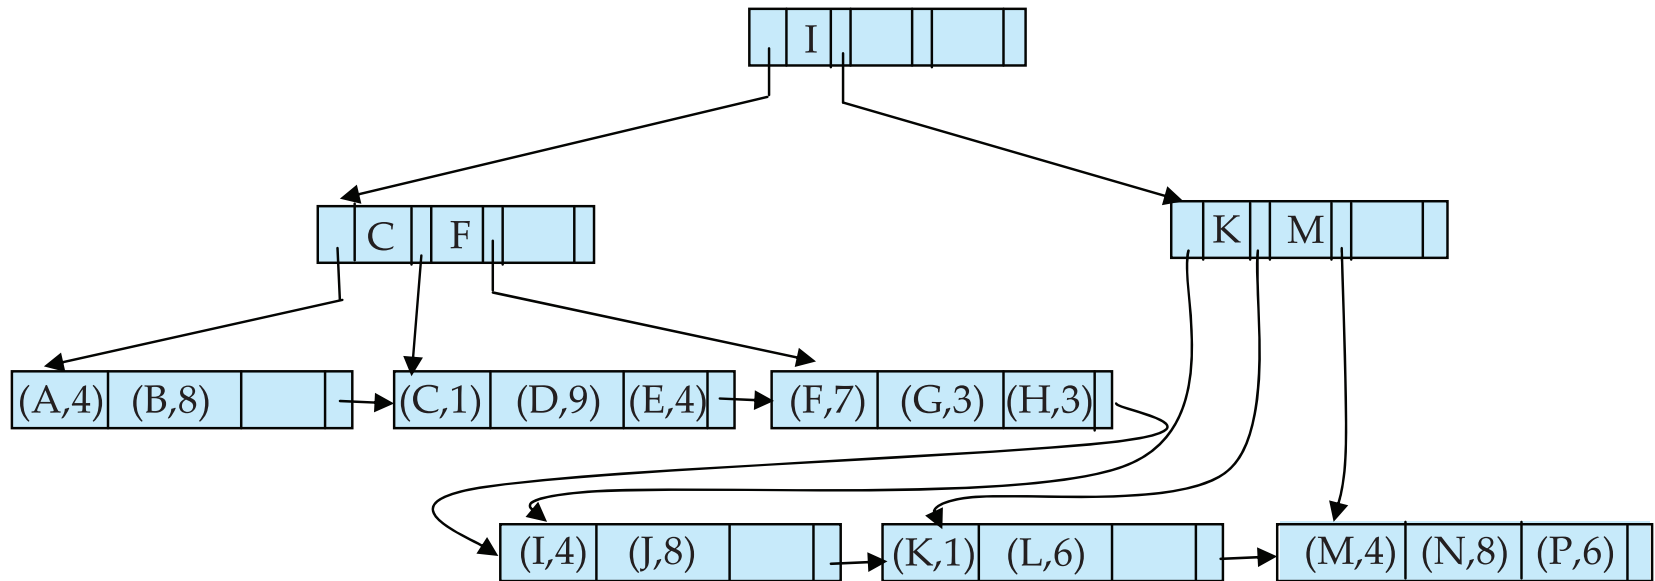 I
C F
K M
(A,4) (B,8)
(C,1) (D,9) (E,4)
(F,7) (G,3) (H,3)
(I,4) (J,8)
(K,1) (L,6)
(M,4) (N,8) (P,6)